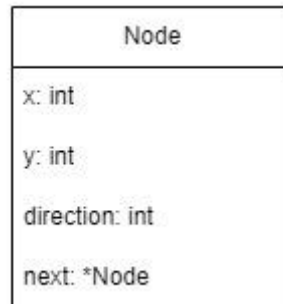 Node
x: int
y: int
direction: int
next: *Node